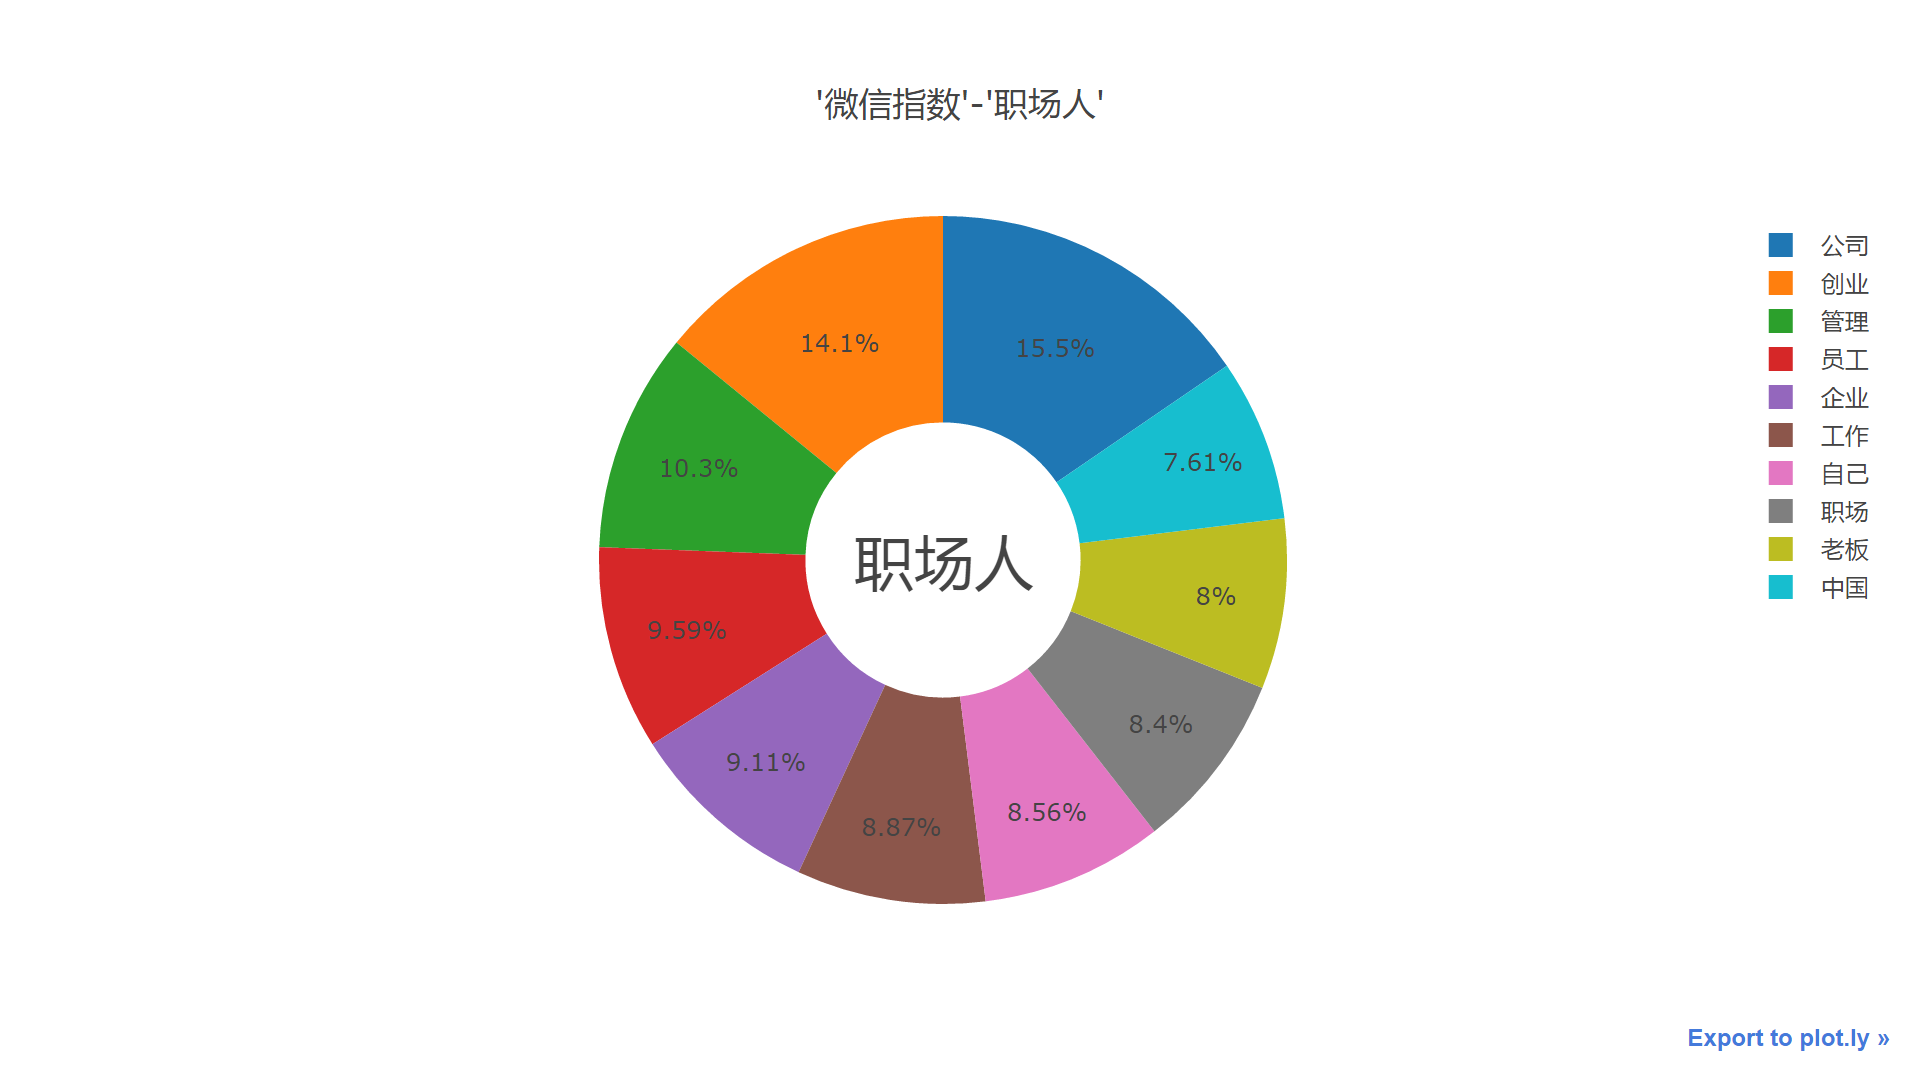 '微信指数'-'职场人'
15.5%
14.1%
10.3%
9.59%
9.11%
8.87%
8.56%
8.4%
8%
7.61%
职场人
公司
创业
管理
员工
企业
工作
自己
职场
老板
中国
Export to plot.ly »